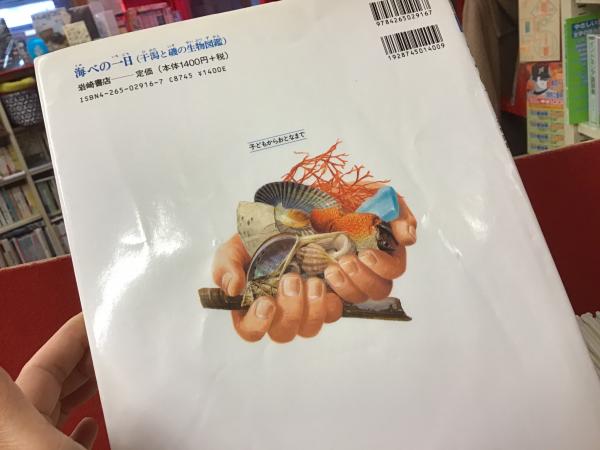 海べの一日(干潟と磯の生物図鑑)
岩崎書店──定価(本体1400円+税)
ISBN4-265-02916-7 C8745 ¥1400E
9784265029167
1928745014009
子どもからおとなまで